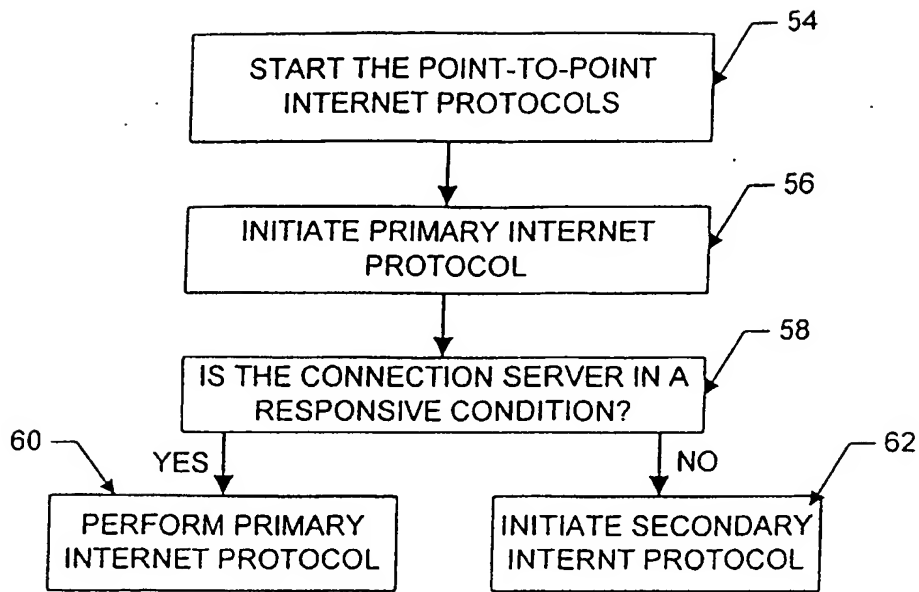 54
START THE POINT-TO-POINT
INTERNET PROTOCOLS
56
INITIATE PRIMARY INTERNET
PROTOCOL
58
IS THE CONNECTION SERVER IN A
RESPONSIVE CONDITION?
60
YES
NO
62
PERFORM PRIMARY
INTERNET PROTOCOL
INITIATE SECONDARY
INTERNT PROTOCOL